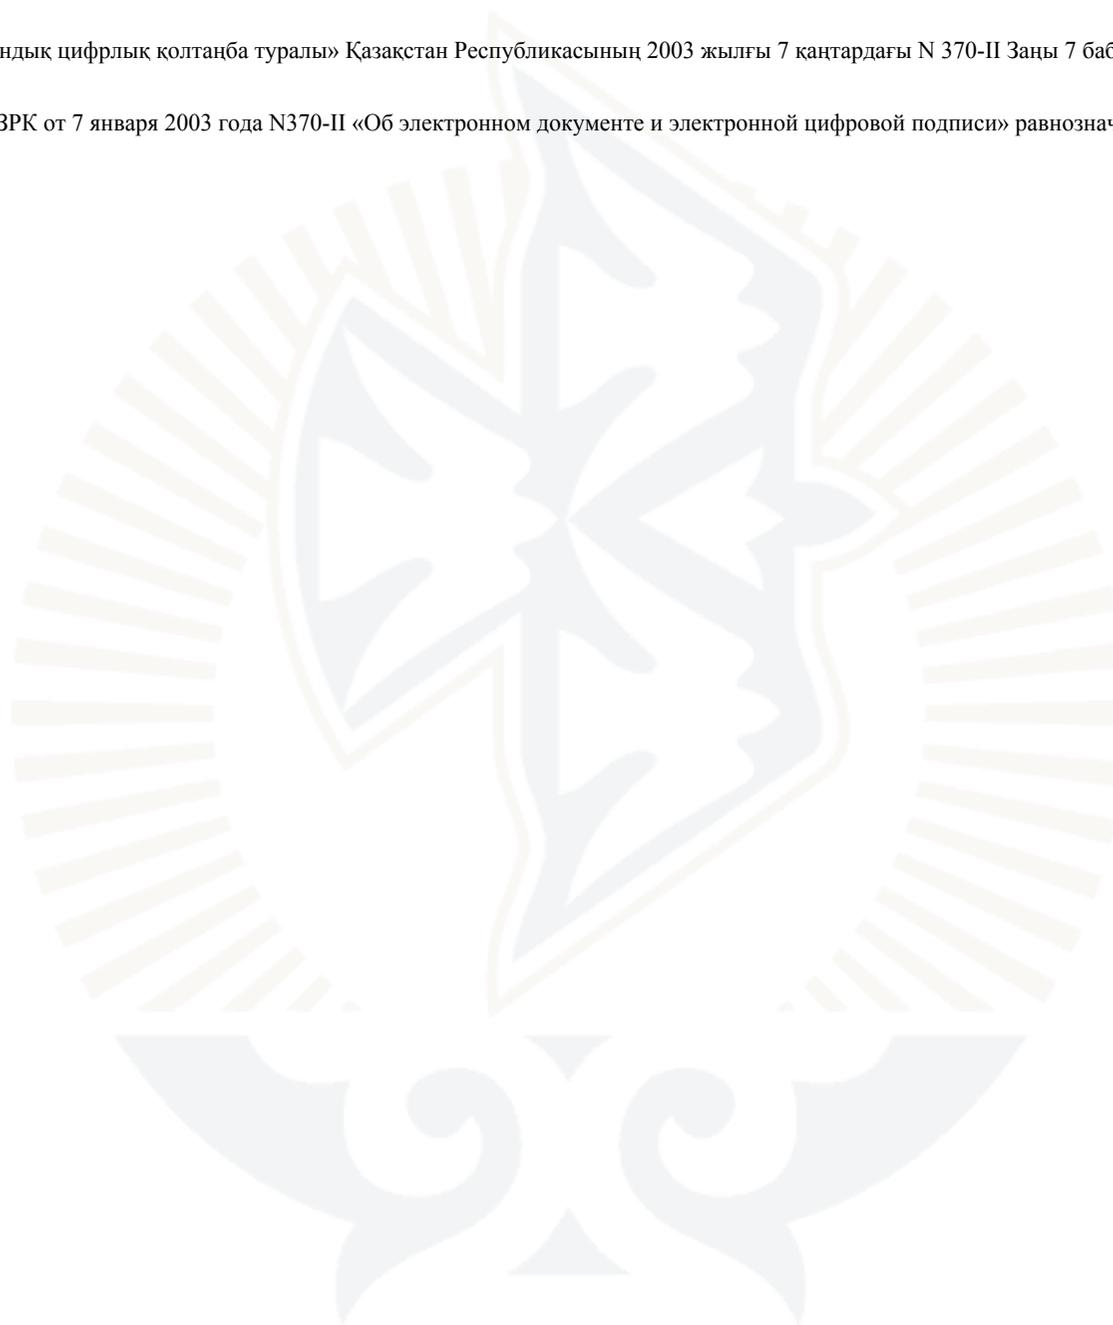 ндық цифрлық қолтаңба туралы» Қазақстан Республикасының 2003 жылғы 7 қаңтардағы N 370-II Заңы 7 баб
ЗРК от 7 января 2003 года N370-II «Об электронном документе и электронной цифровой подписи» равнознач